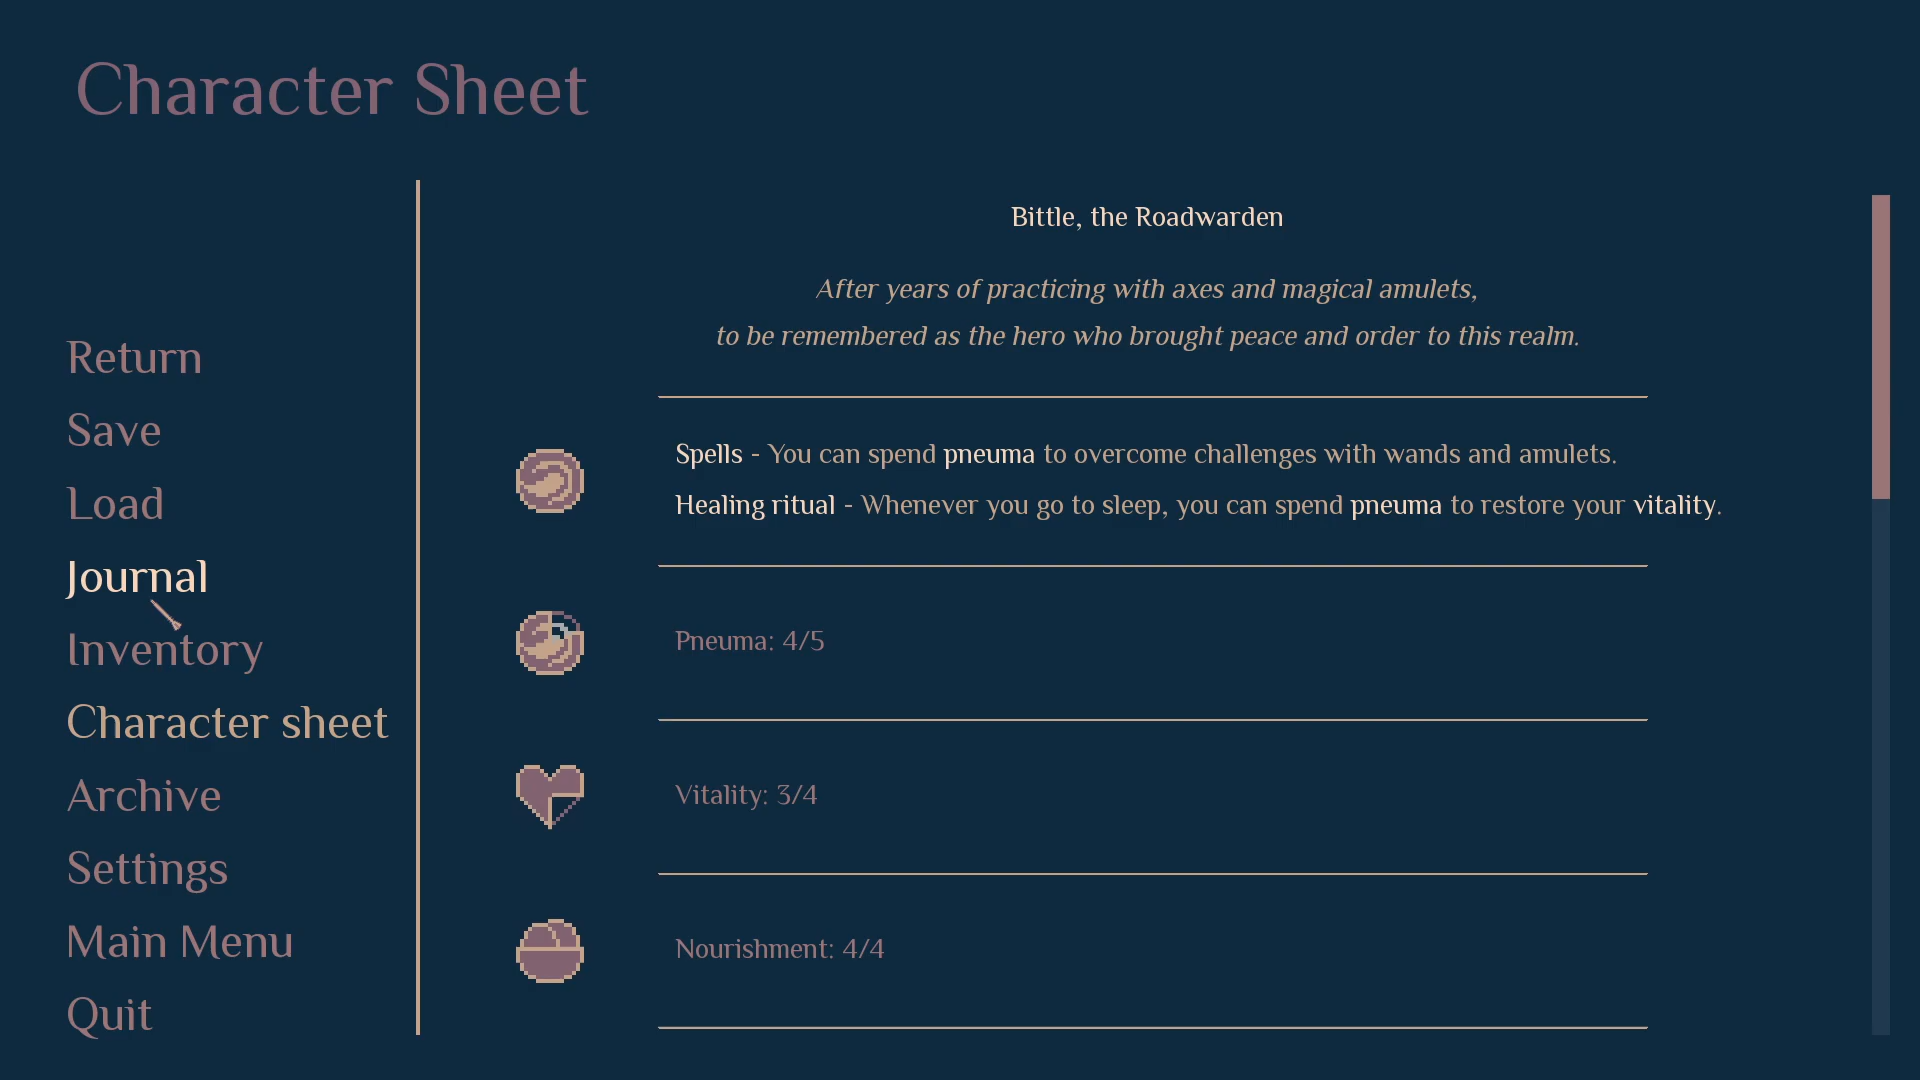 Character Sheet
Return
Save
Load
Journal
Inventory
Character sheet
Archive
Settings
Main Menu
Quit
Bittle, the Roadwarden
After years of practicing with axes and magical amulets,
to be remembered as the hero who brought peace and order to this realm.
Spells - You can spend pneuma to overcome challenges with wands and amulets.
Healing ritual - Whenever you go to sleep, you can spend pneuma to restore your vitality.
Pneuma: 4/5
Vitality: 3/4
Nourishment: 4/4